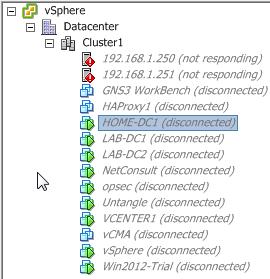 vSphere
Datacenter
Cluster1
192.168.1.250 (not responding)
192.168.1.251 (not responding)
GNS3 WorkBench (disconnected)
HAProxy1 (disconnected)
HOME-DC1 (disconnected)
LAB-DC1 (disconnected)
LAB-DC2 (disconnected)
NetConsult (disconnected)
opsec (disconnected)
Untangle (disconnected)
VCENTER1 (disconnected)
vCMA (disconnected)
vSphere (disconnected)
Win2012-Trial (disconnected)